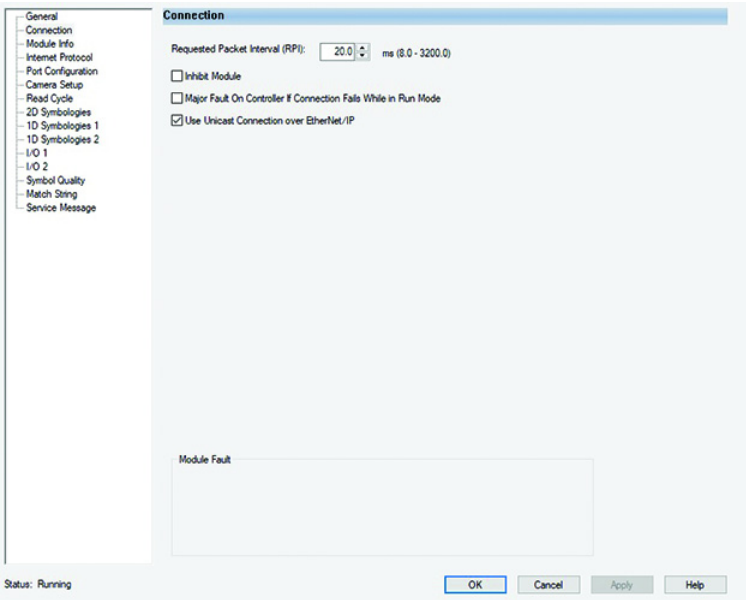 General
Connection
Module Info
Internet Protocol
Port Configuration
Camera Setup
Read Cycle
2D Symbologies
1D Symbologies 1
1D Symbologies 2
I/O 1
I/O 2
Symbol Quality
Match String
Service Message
Connection
Requested Packet Interval (RPI): 20.0 ms (8.0 - 3200.0)
Inhibit Module
Major Fault On Controller If Connection Fails While in Run Mode
Use Unicast Connection over EtherNet/IP
Module Fault
Status: Running
OK Cancel Apply Help